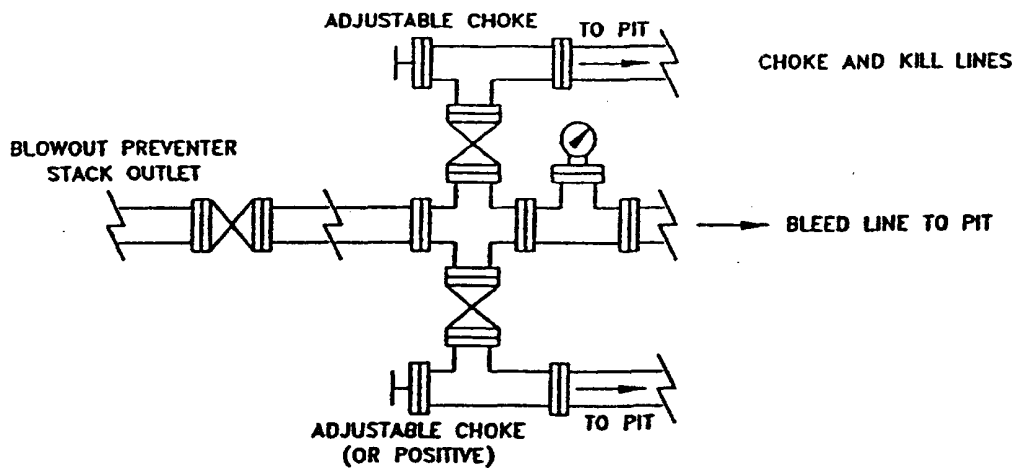 ADJUSTABLE CHOKE
TO PIT
CHOKE AND KILL LINES
BLOWOUT PREVENTER
STACK OUTLET
BLEED LINE TO PIT
TO PIT
ADJUSTABLE CHOKE
(OR POSITIVE)